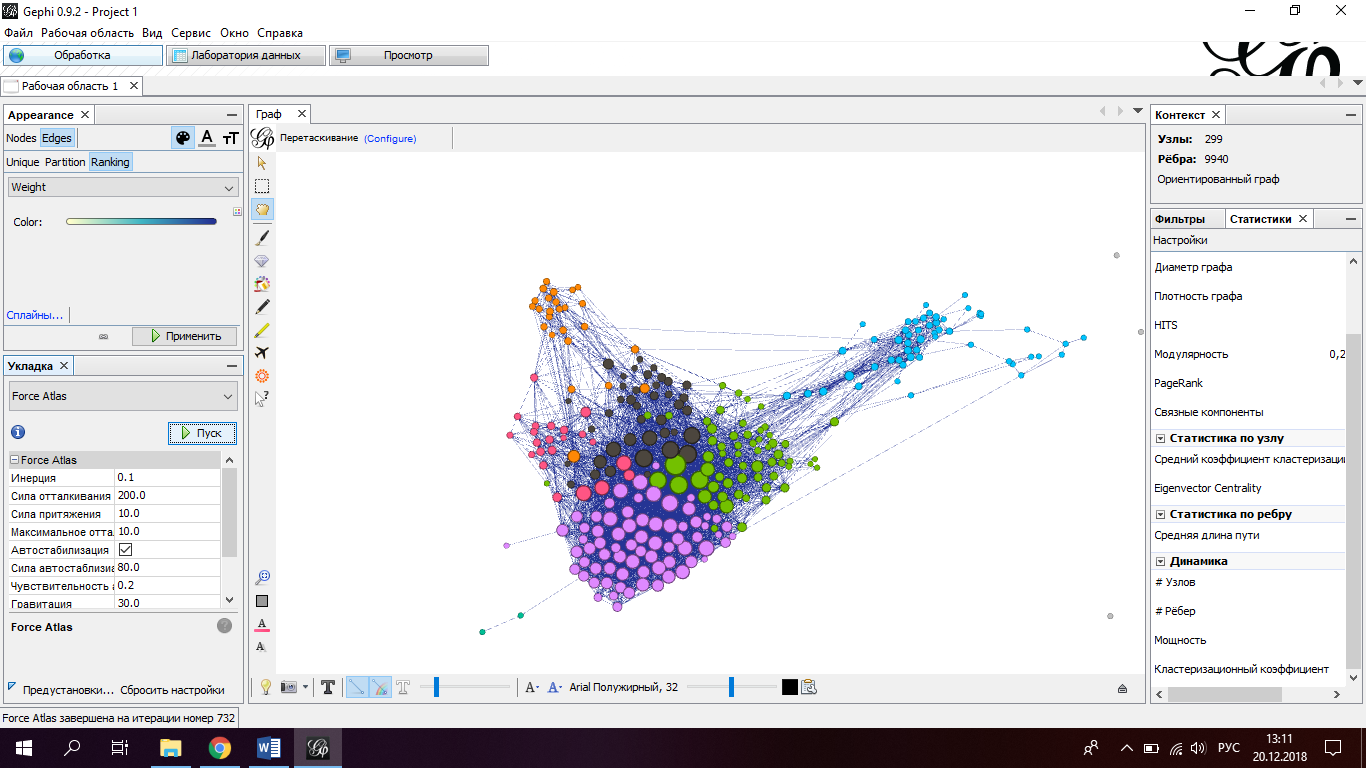 Gephi 0.9.2 - Project 1
Файл Рабочая область Вид Сервис Окно Справка
Обработка Лаборатория данных Просмотр
Рабочая область 1
Appearance
Nodes Edges
Unique Partition Ranking
Weight
Color:
Сплайны...
Применить
Укладка
Force Atlas
Пуск
Force Atlas
Инерция 0.1
Сила отталкивания 200.0
Сила притяжения 10.0
Максимальное отта. 10.0
Автостабилизация
Сила автостаблизиа 80.0
Чувствительность 0.2
Гравитация 30.0
Force Atlas
Предустановки... Сбросить настройки
Force Atlas завершена на итерации номер 732
Граф
Перетаскивание (Configure)
Arial Полужирный, 32
Контекст
Узлы: 299
Рёбра: 9940
Ориентированный граф
Фильтры Статистики
Настройки
Диаметр графа
Плотность графа
HITS
Модулярность 0,2
PageRank
Связные компоненты
Статистика по узлу
Средний коэффициент кластеризации
Eigenvector Centrality
Статистика по ребру
Средняя длина пути
Динамика
# Узлов
# Рёбер
Мощность
Кластеризационный коэффициент
РУС
13:11
20.12.2018